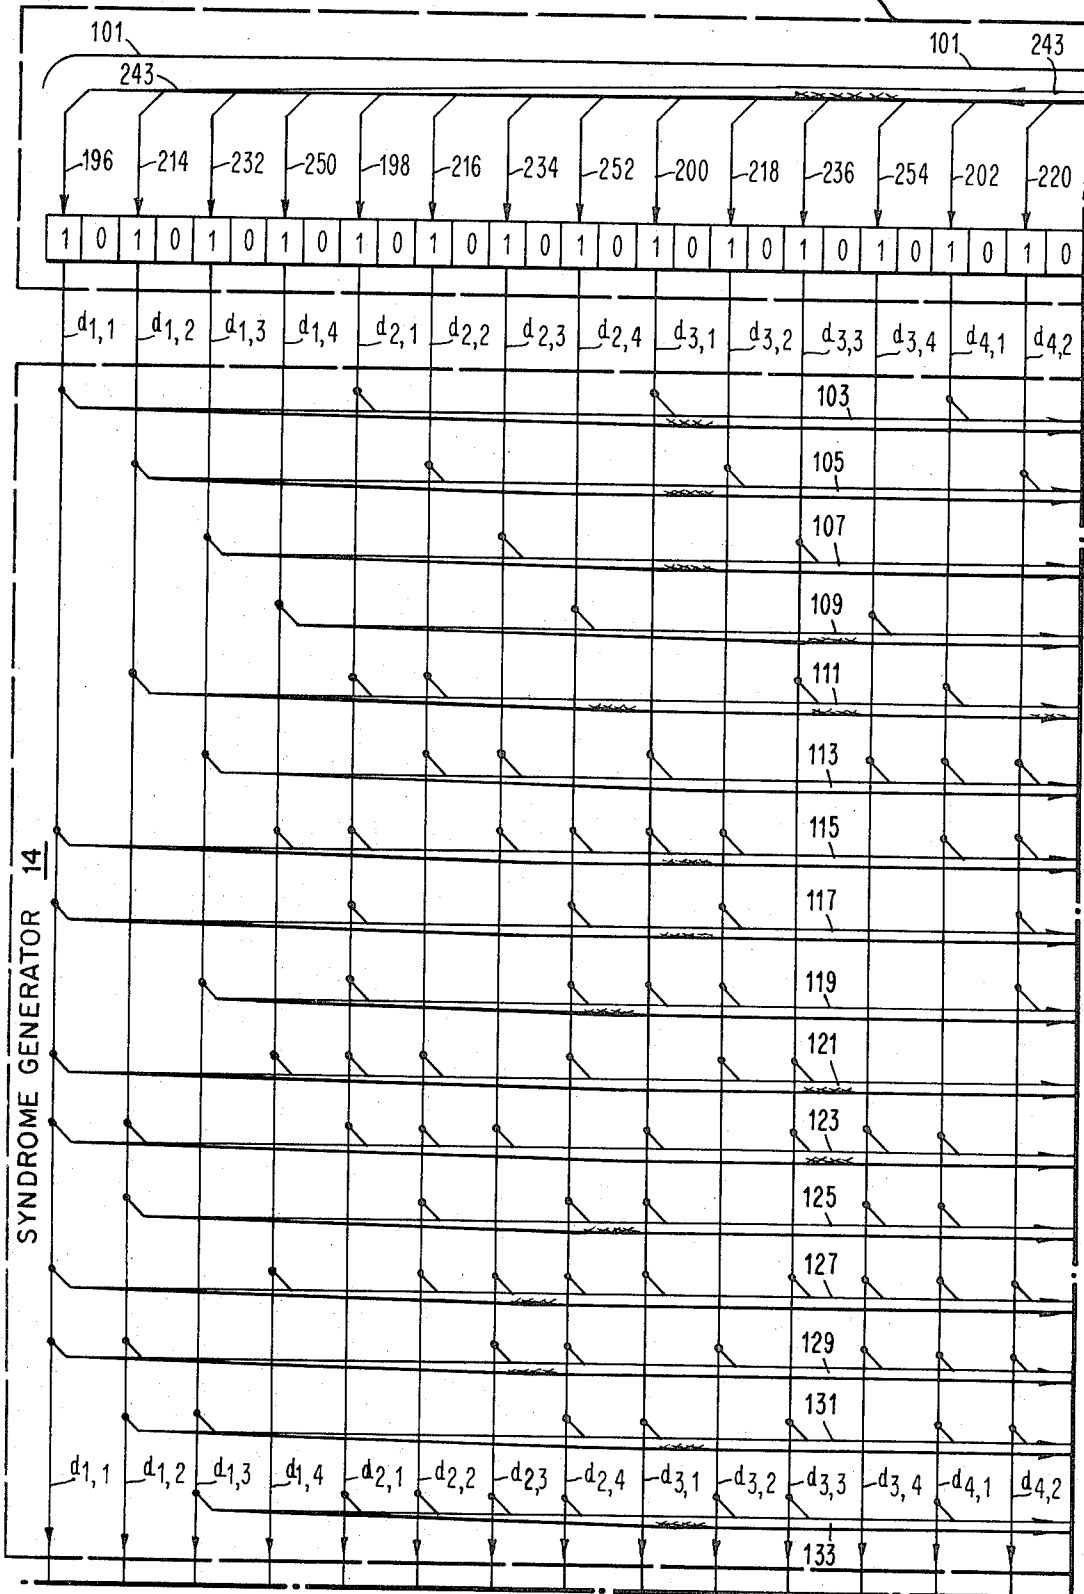 101 101 243
243
196 214 232 250 198 216 234 252 200 218 236 254 202 220
1 0 1 0 1 0 1 0 1 0 1 0 1 0 1 0 1 0 1 0 1 0 1 0 1 0 1 0
d1,1 d1,2 d1,3 d1,4 d2,1 d2,2 d2,3 d2,4 d3,1 d3,2 d3,3 d3,4 d4,1 d4,2
103
105
107
109
111
113
115
117
119
121
123
125
127
129
131
SYNDROME GENERATOR 14
d1,1 d1,2 d1,3 d1,4 d2,1 d2,2 d2,3 d2,4 d3,1 d3,2 d3,3 d3,4 d4,1 d4,2
133